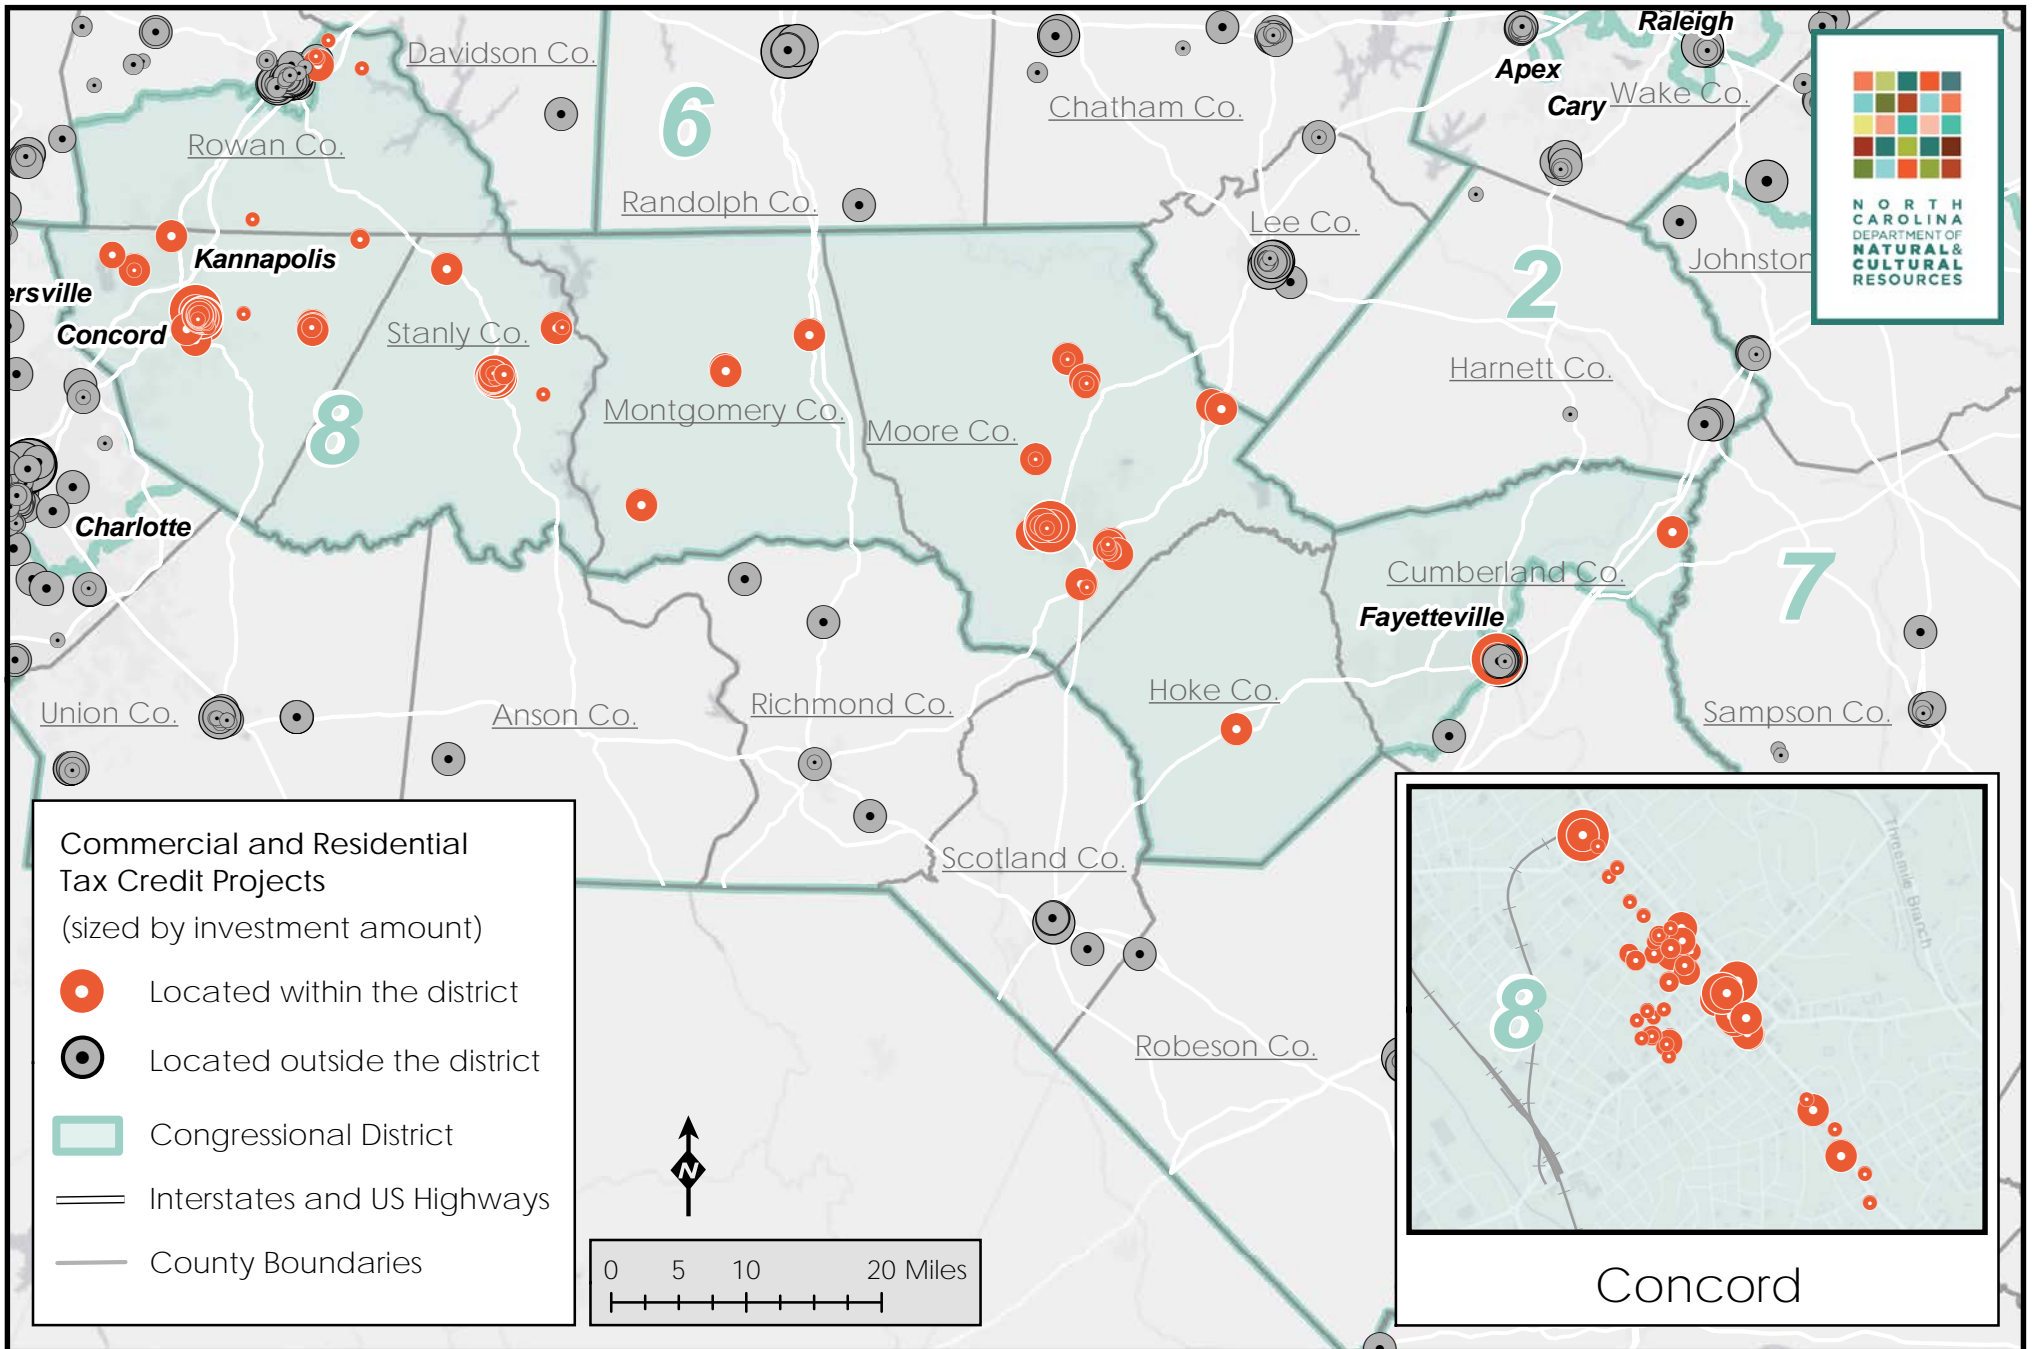 Raleigh
Davidson Co.
Apex
6
Chatham Co.
Cary
Wake Co.
Rowan Co.
Randolph Co.
Lee Co.
NORTH
CAROLINA
DEPARTMENT OF
NATURAL &
CULTURAL
RESOURCES
Kannapolis
2
Johnston
ersville
Concord
Stanly Co.
Harnett Co.
8
Montgomery Co.
Moore Co.
Charlotte
Cumberland Co.
7
Fayetteville
Union Co.
Anson Co.
Richmond Co.
Hoke Co.
Sampson Co.
Scotland Co.
Robeson Co.
Commercial and Residential
Tax Credit Projects
(sized by investment amount)
Located within the district
Located outside the district
Congressional District
Interstates and US Highways
County Boundaries
N
0 5 10 20 Miles
Threemile Branch
8
Concord